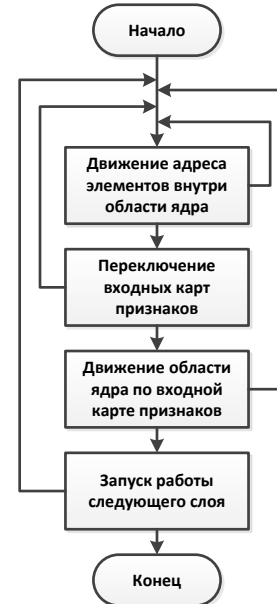 Начало
Движение адреса
элементов внутри
области ядра
Переключение
входных карт
признаков
Движение области
ядра по входной
карте признаков
Запуск работы
следующего слоя
Конец